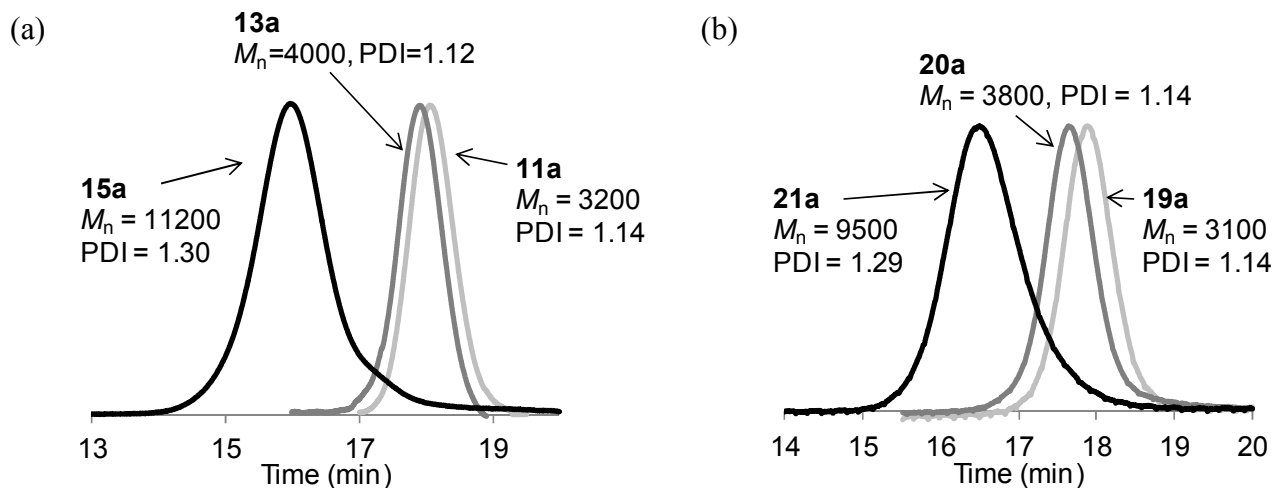 (a)
13a
Mn=4000, PDI=1.12
15a
Mn = 11200
PDI = 1.30
11a
Mn = 3200
PDI = 1.14
13 15 17 19
Time (min)
(b)
20a
Mn = 3800, PDI = 1.14
21a
Mn = 9500
PDI = 1.29
19a
Mn = 3100
PDI = 1.14
14 15 16 17 18 19 20
Time (min)